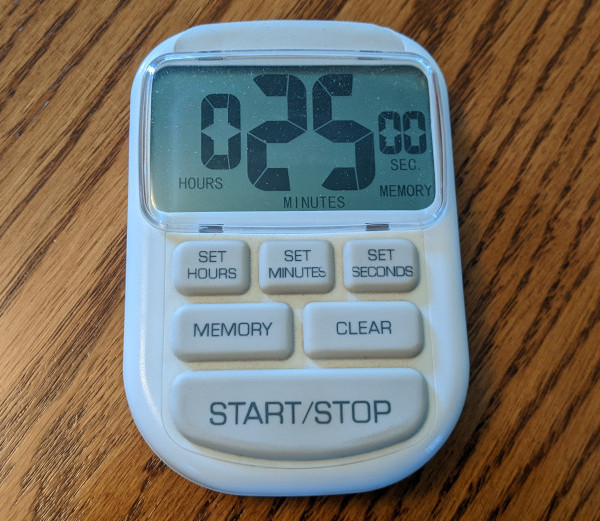 0 25 00
SEC.
HOURS MINUTES MEMORY
SET HOURS
SET MINUTES
SET SECONDS
MEMORY CLEAR
START/STOP